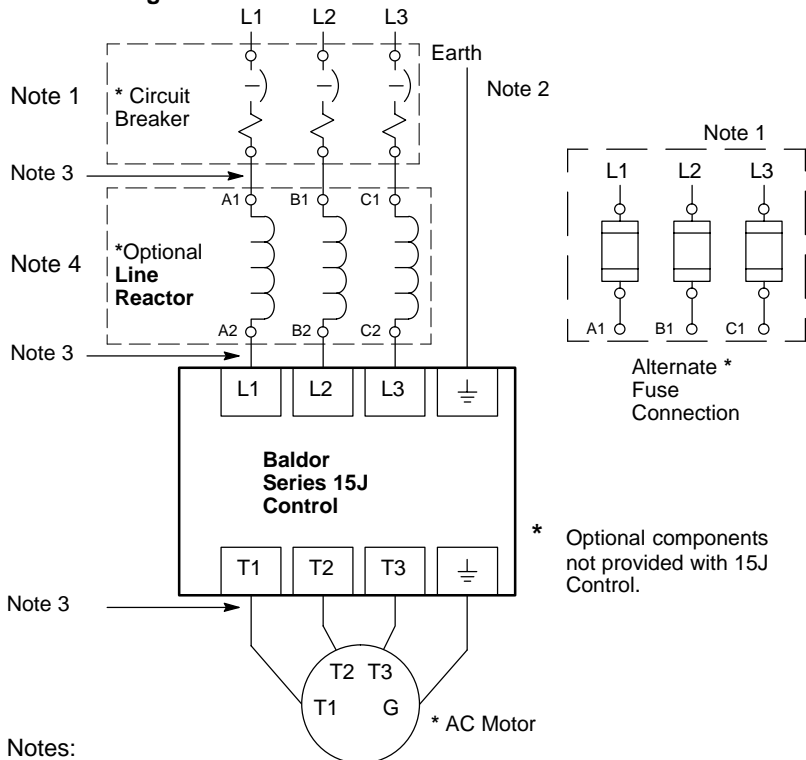 L1 L2 L3
Earth
Note 1
* Circuit
Breaker
Note 2
Note 1
L1 L2 L3
Note 3
A1 B1 C1
Note 4
*Optional
Line
Reactor
A2 B2 C2
A1 B1 C1
Note 3
Alternate *
Fuse
Connection
L1 L2 L3
Baldor
Series 15J
Control
* Optional components
not provided with 15J
Control.
T1 T2 T3
Note 3
T2 T3
T1 G
* AC Motor
Notes: